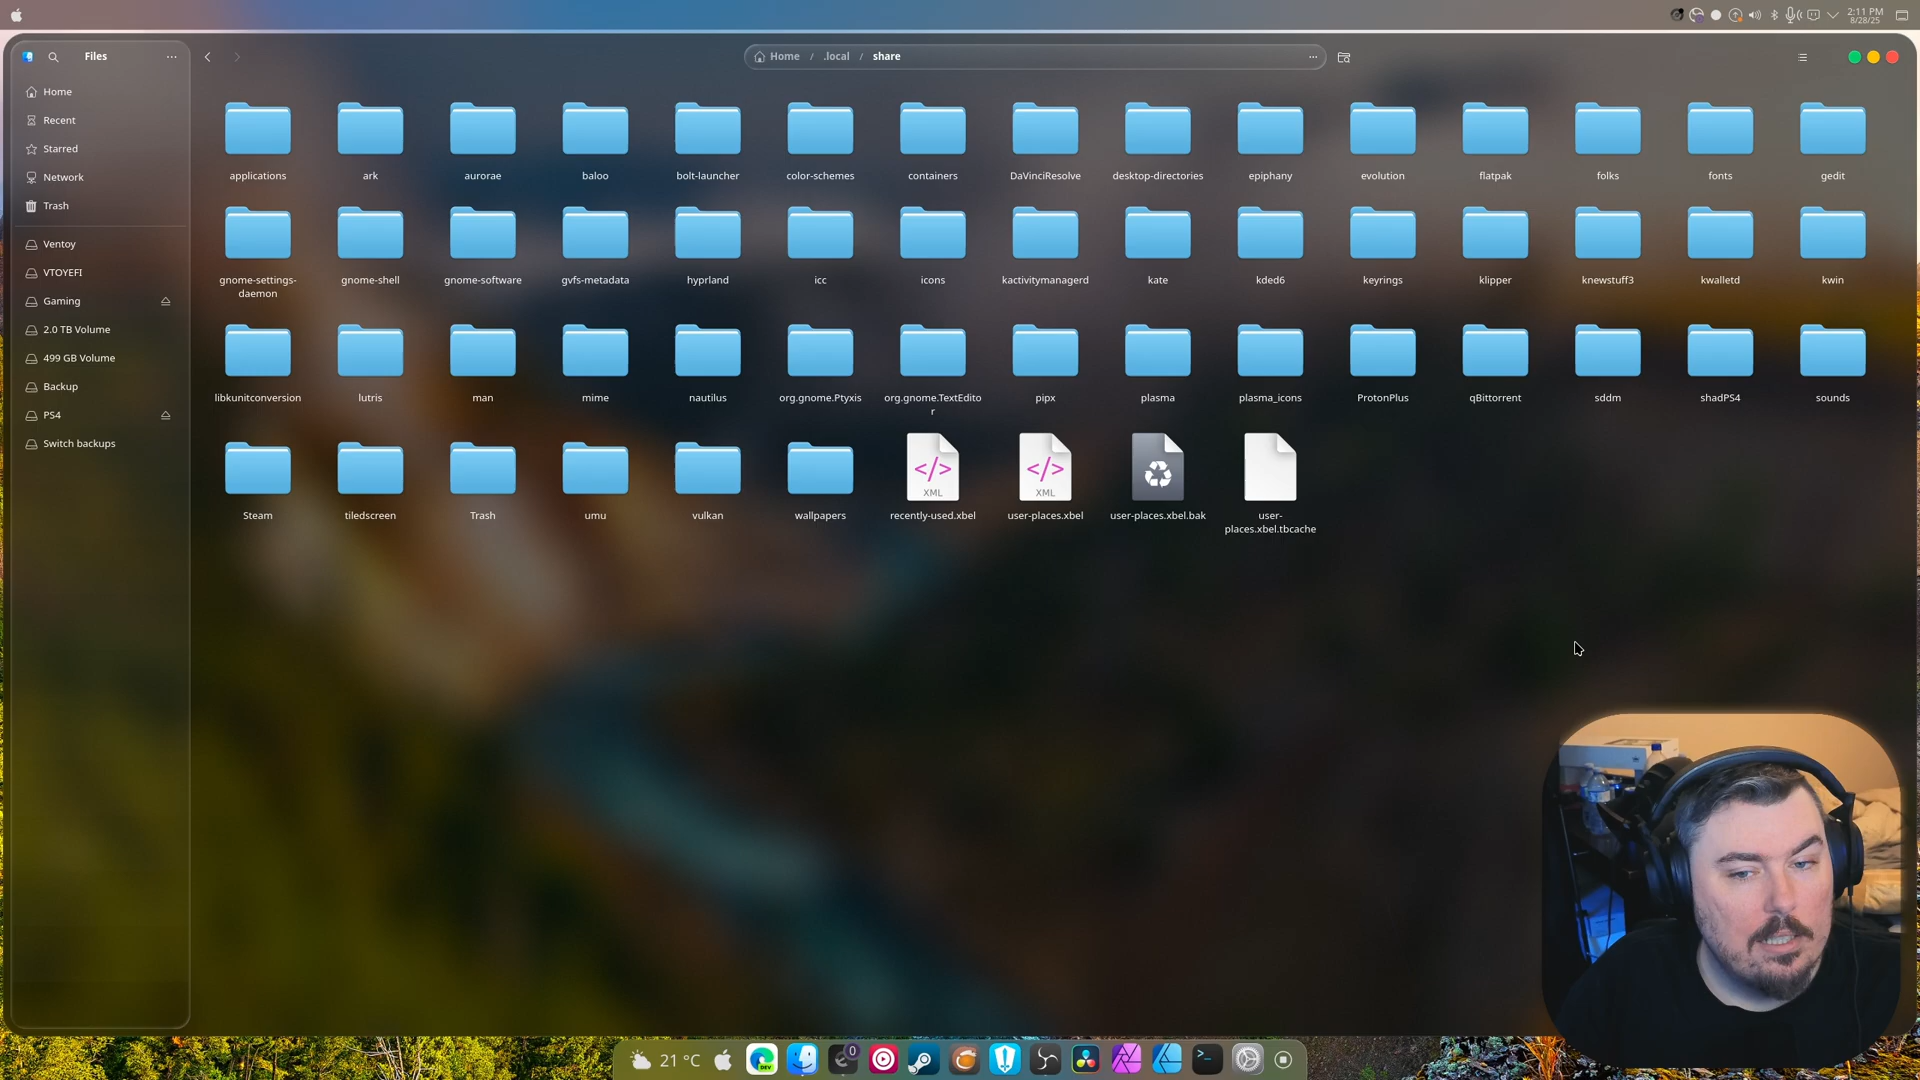 2:11 PM
8/28/25
Files
Home / .local / share
Home
Recent
Starred
Network
Trash
Ventoy
VTOYEFI
Gaming
2.0 TB Volume
499 GB Volume
Backup
PS4
Switch backups
applications
ark
aurorae
baloo
bolt-launcher
color-schemes
containers
DaVinciResolve
desktop-directories
epiphany
evolution
flatpak
folks
fonts
gedit
gnome-settings-
daemon
gnome-shell
gnome-software
gvfs-metadata
hyprland
icc
icons
kactivitymanagerd
kate
kded6
keyrings
klipper
knewstuff3
kwalletd
kwin
libkunitconversion
lutris
man
mime
nautilus
org.gnome.Ptyxis
org.gnome.TextEdito
r
pipx
plasma
plasma_icons
ProtonPlus
qBittorrent
sddm
shadPS4
sounds
Steam
tiledscreen
Trash
umu
vulkan
wallpapers
</>
XML
recently-used.xbel
</>
XML
user-places.xbel
user-places.xbel.bak
user-
places.xbel.tbcache
21 °C
DEV
0
>_